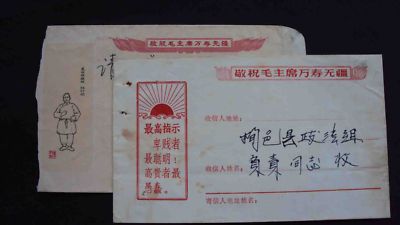 敬祝毛主席万寿无疆
敬祝毛主席万寿无疆
最高指示
卑贱者
最聪明！
高贵者最
愚蠢。
收信人地址：
栒邑县政法组
收信人姓名：
负责同志 收
寄信人地址姓名：